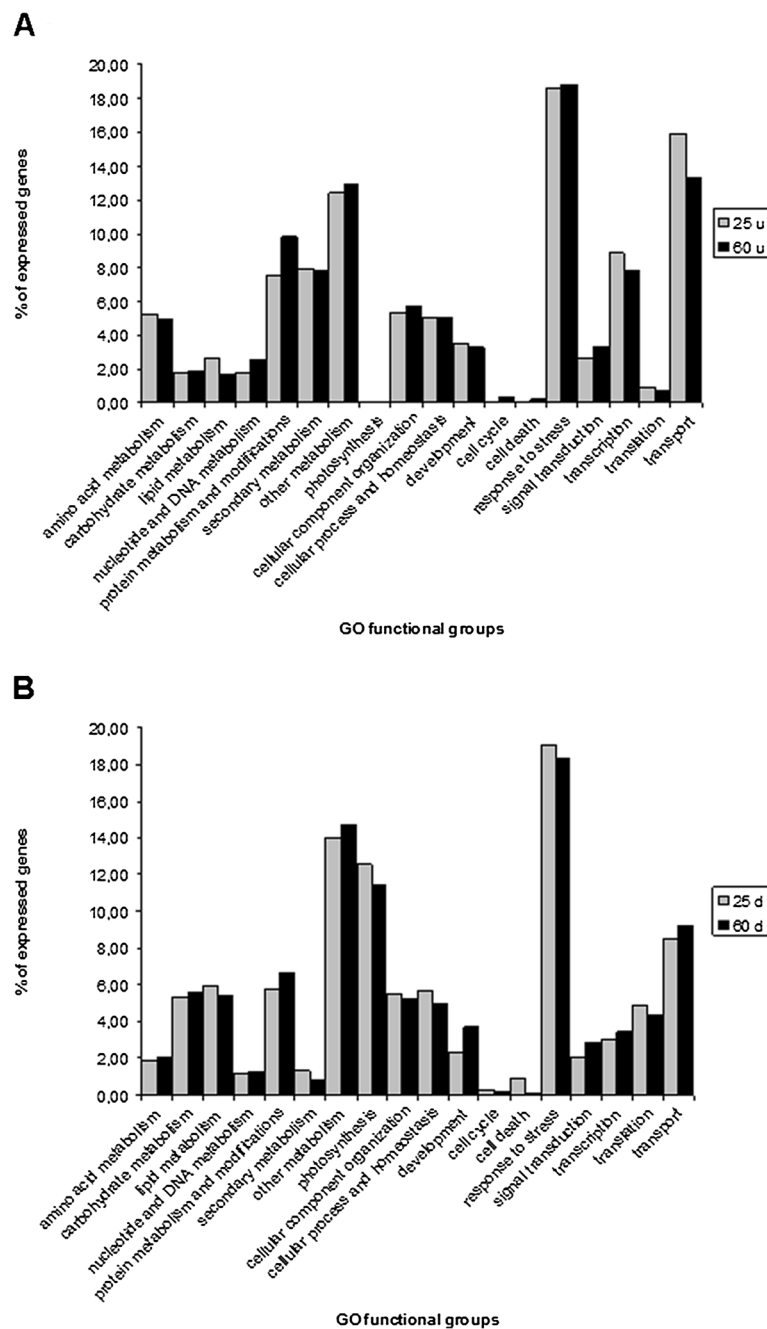 A
20,00
18,00
16,00
14,00
12,00
10,00
8,00
6,00
4,00
2,00
0,00
% of expressed genes
25 u
60 u
amino acid metabolism
carbohydrate metabolism
lipid metabolism
nucleotide and DNA metabolism
protein metabolism and modifications
secondary metabolism
other metabolism
photosynthesis
cellular component organization
cellular process and homeostasis
development
cell cycle
cell death
response to stress
signal transduction
transcription
translation
transport
GO functional groups
B
20,00
18,00
16,00
14,00
12,00
10,00
8,00
6,00
4,00
2,00
0,00
% of expressed genes
25 d
60 d
amino acid metabolism
carbohydrate metabolism
lipid metabolism
nucleotide and DNA metabolism
protein metabolism and modifications
secondary metabolism
other metabolism
photosynthesis
cellular component organization
cellular process and homeostasis
development
cell cycle
cell death
response to stress
signal transduction
transcription
translation
transport
GO functional groups